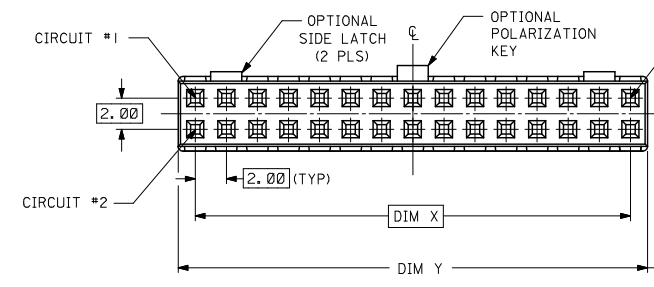 CIRCUIT #1
OPTIONAL
SIDE LATCH
(2 PLS)
℄
OPTIONAL
POLARIZATION
KEY
2.00
CIRCUIT #2
2.00 (TYP)
DIM X
DIM Y